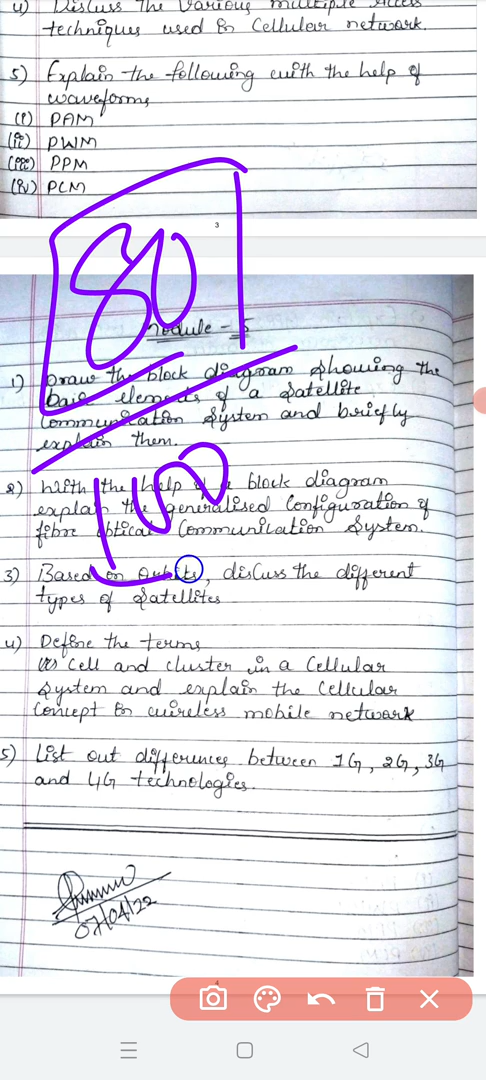 4) Discuss the Various multiple Access
techniques used in Cellular network.
5) Explain the following with the help of
waveforms
(i) PAM
(ii) PWM
(iii) PPM
(iv) PCM
3
80
Module - 5
1) Draw the block diagram showing the
basic elements of a Satellite
Communication System and briefly
explain them.
100
2) With the help of a block diagram
explain the generalised Configuration of
fibre optical Communication System.
3) Based on Orbits, discuss the different
types of Satellites
4) Define the terms
Cell and cluster in a Cellular
System and explain the Cellular
Concept in wireless mobile network
5) List out differences between 1G, 2G, 3G
and 4G technologies.
07/04/22
4